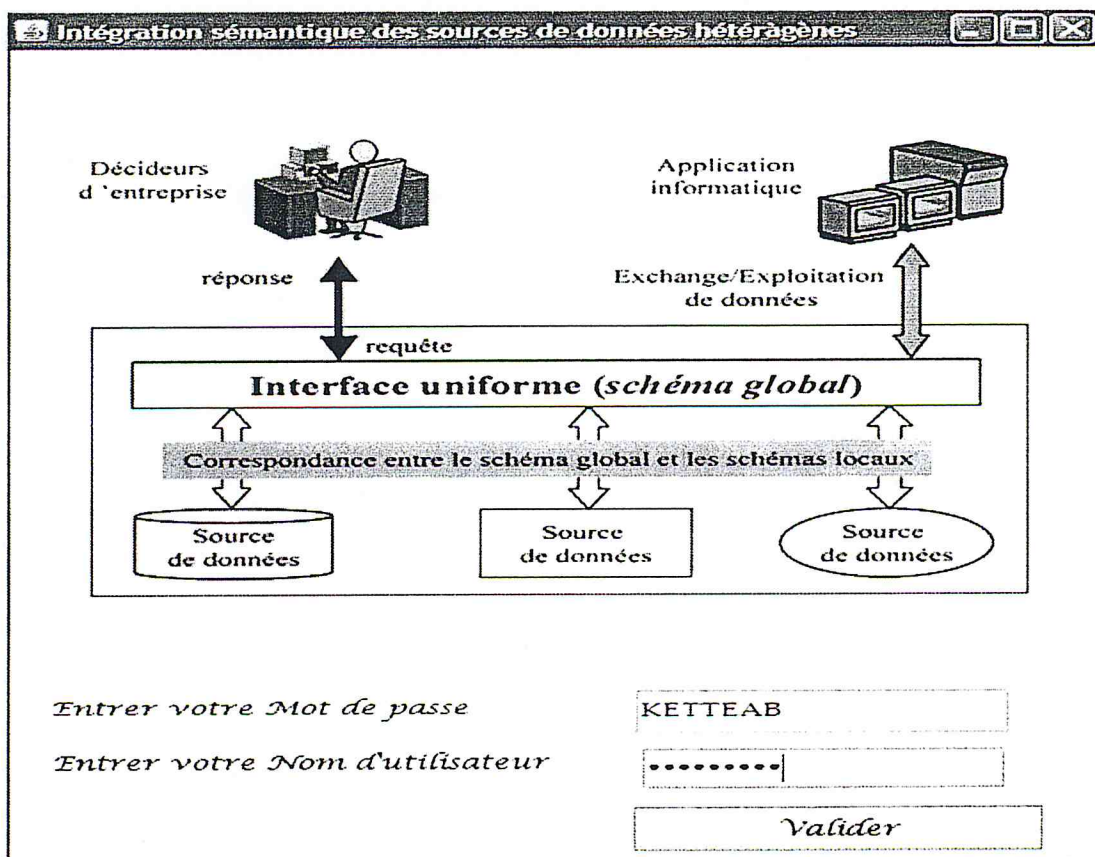 Intégration sémantique des sources de données hétéràgènes
Décideurs
d 'entreprise
Application
informatique
réponse
Exchange/Exploitation
de données
requête
Interface uniforme (schéma global)
Correspondance entre le schéma global et les schémas locaux
Source
de données
Source
de données
Source
de données
Entrer votre Mot de passe
KETTEAB
Entrer votre Nom d'utilisateur
•••••••••
Valider